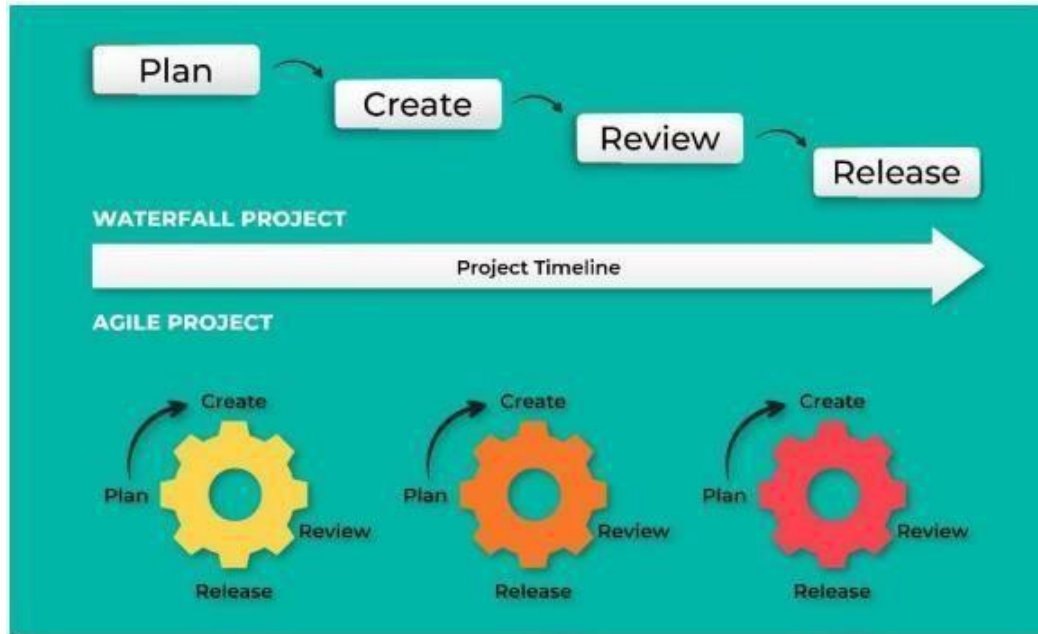 Plan
Create
Review
Release
WATERFALL PROJECT
Project Timeline
AGILE PROJECT
Create
Plan
Review
Release
Create
Plan
Review
Release
Create
Plan
Review
Release